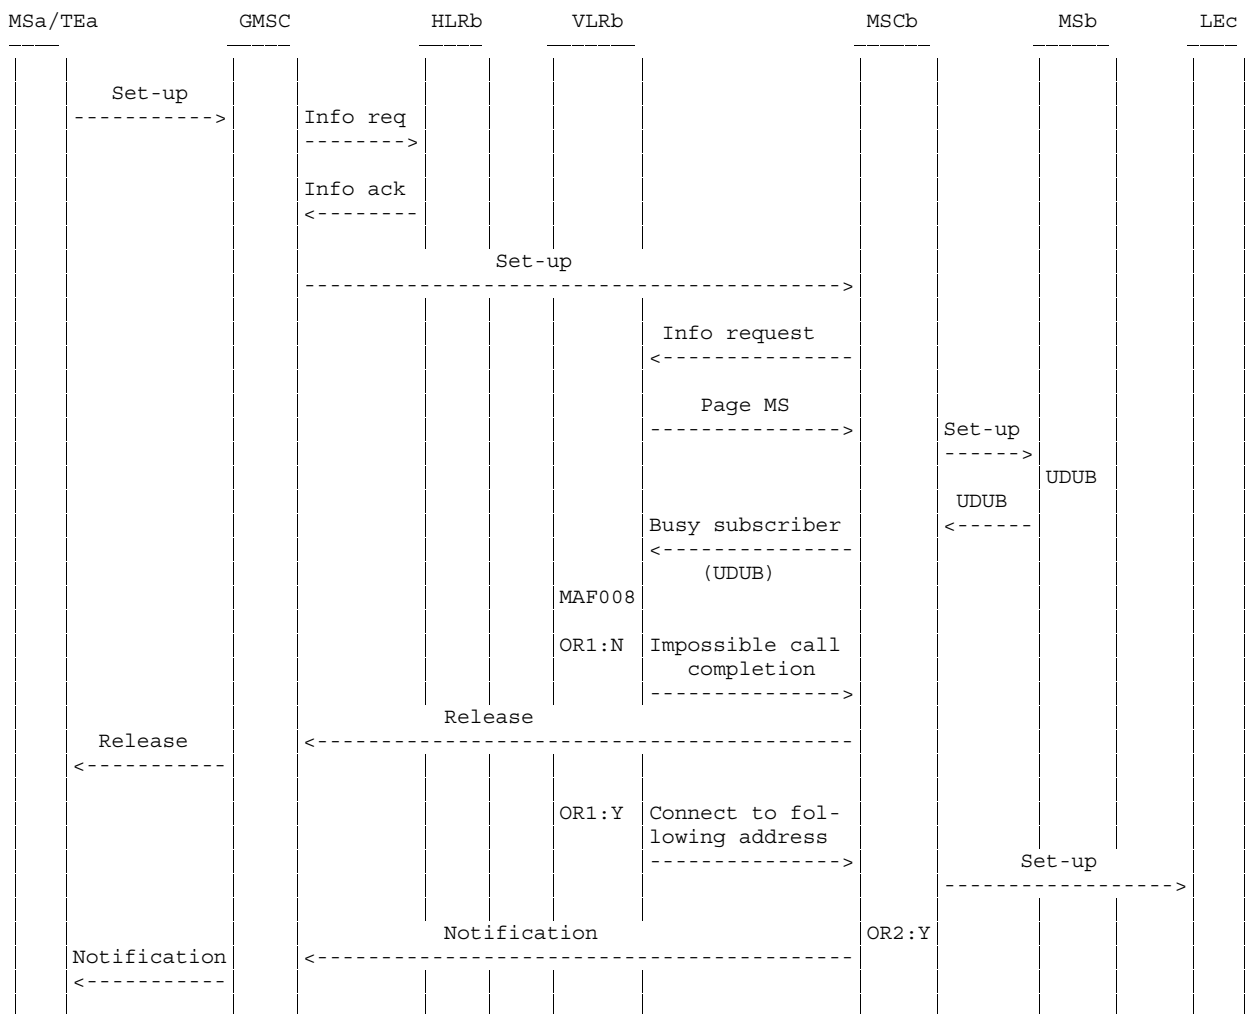 MSa/TEa GMSC HLRb VLRb MSCb MSb LEc
Set-up
----------->
Info req
-------->
Info ack
<--------
Set-up
------------------------------------------>
Info request
<---------------
Page MS
--------------->
Set-up
------>
UDUB
UDUB
<------
Busy subscriber
<---------------
(UDUB)
MAF008
OR1:N Impossible call
completion
--------------->
Release
<------------------------------------------
Release
<-----------
OR1:Y Connect to fol-
lowing address
--------------->
Set-up
------------------>
Notification OR2:Y
<------------------------------------------
Notification
<-----------